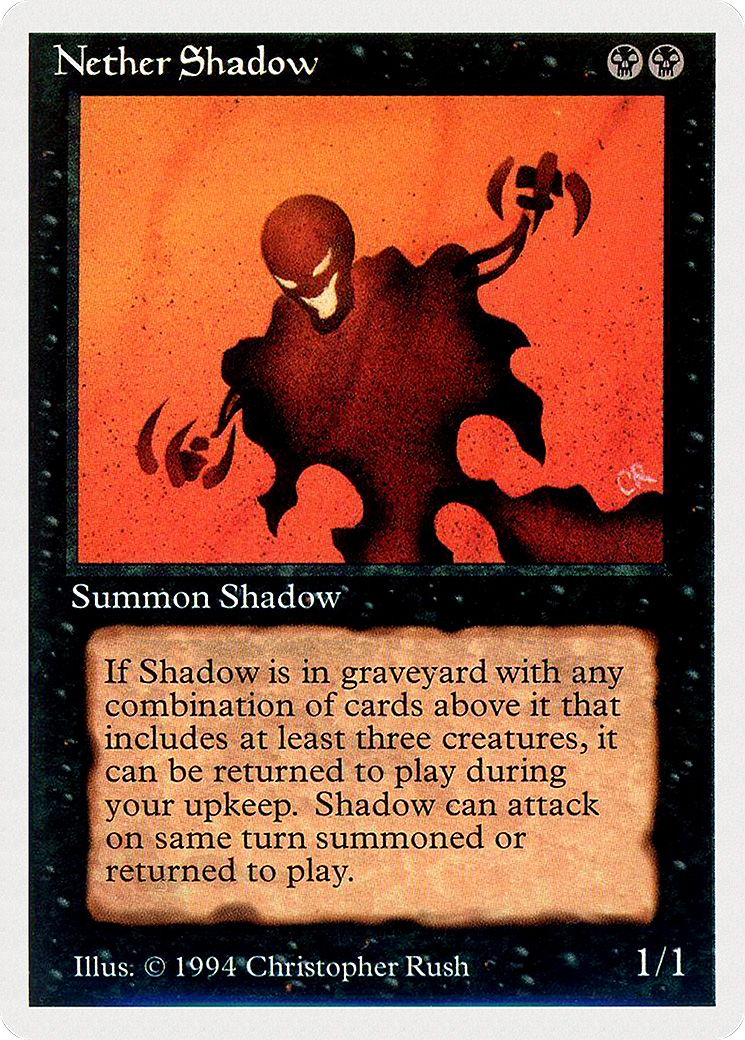 Nether Shadow
CR
Summon Shadow
If Shadow is in graveyard with any
combination of cards above it that
includes at least three creatures, it
can be returned to play during
your upkeep. Shadow can attack
on same turn summoned or
returned to play.
Illus: © 1994 Christopher Rush
1/1